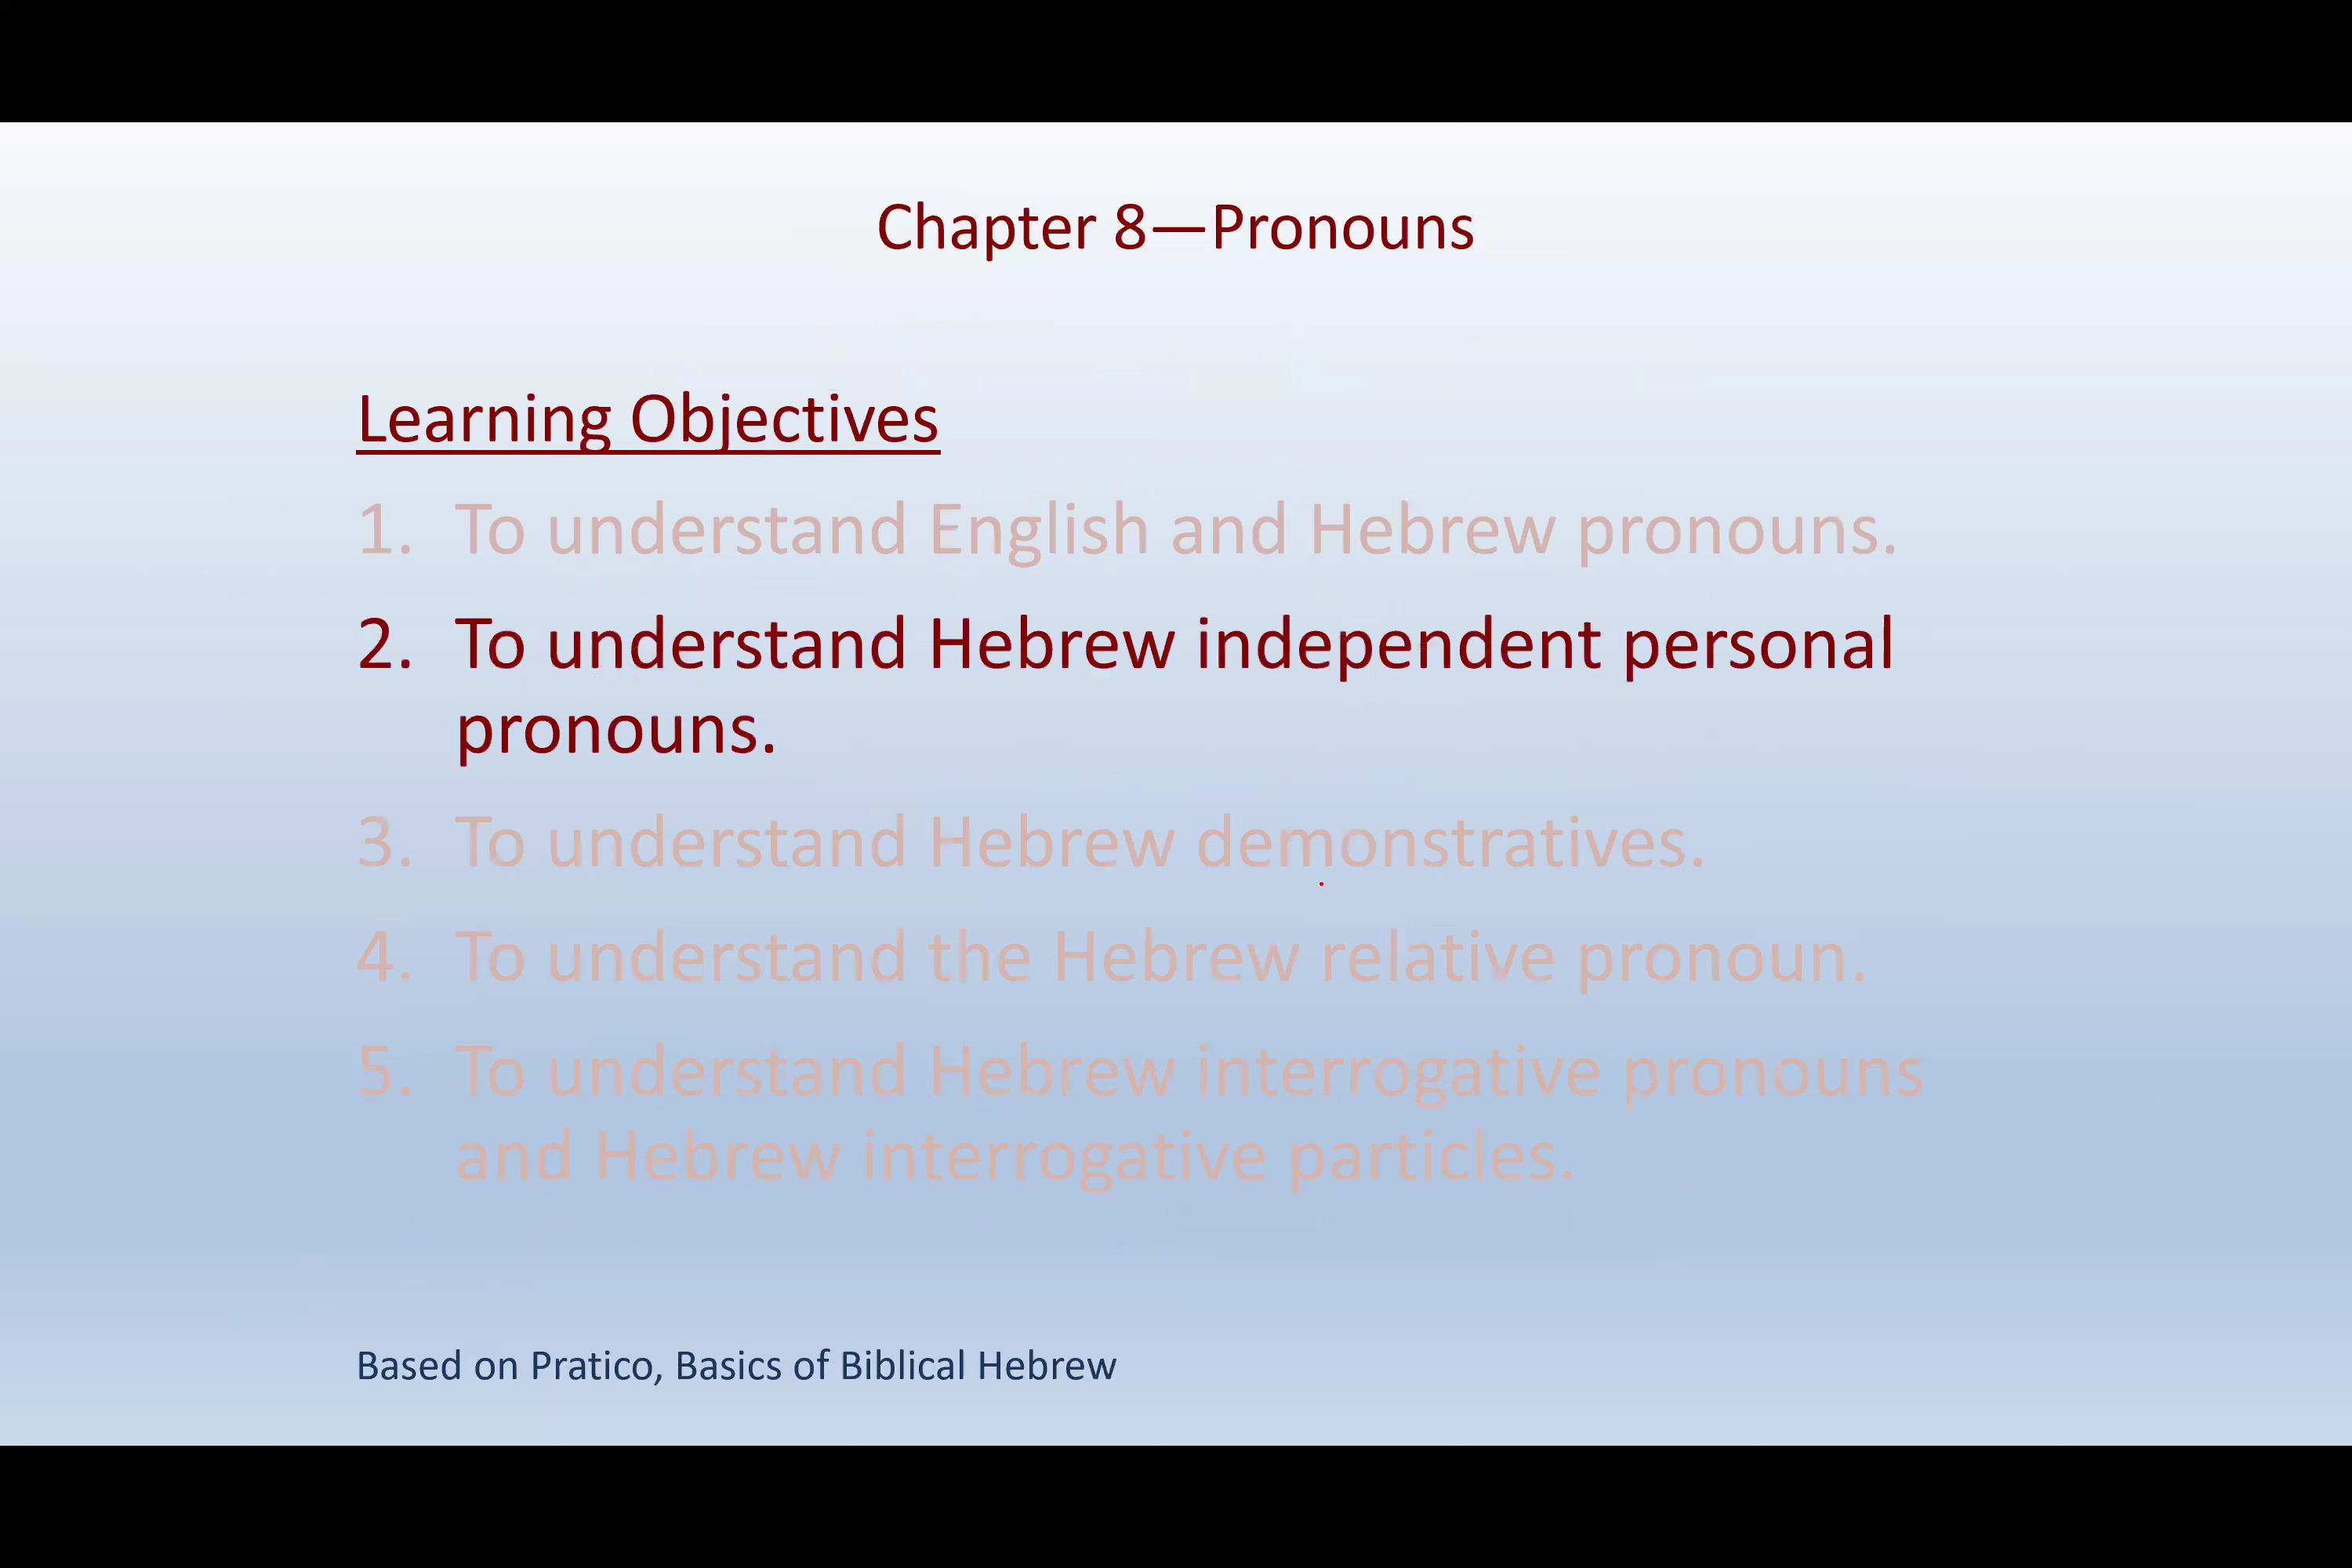 Chapter 8—Pronouns
Learning Objectives
1. To understand English and Hebrew pronouns.
2. To understand Hebrew independent personal
pronouns.
3. To understand Hebrew demonstratives.
4. To understand the Hebrew relative pronoun.
5. To understand Hebrew interrogative pronouns
and Hebrew interrogative particles.
Based on Pratico, Basics of Biblical Hebrew